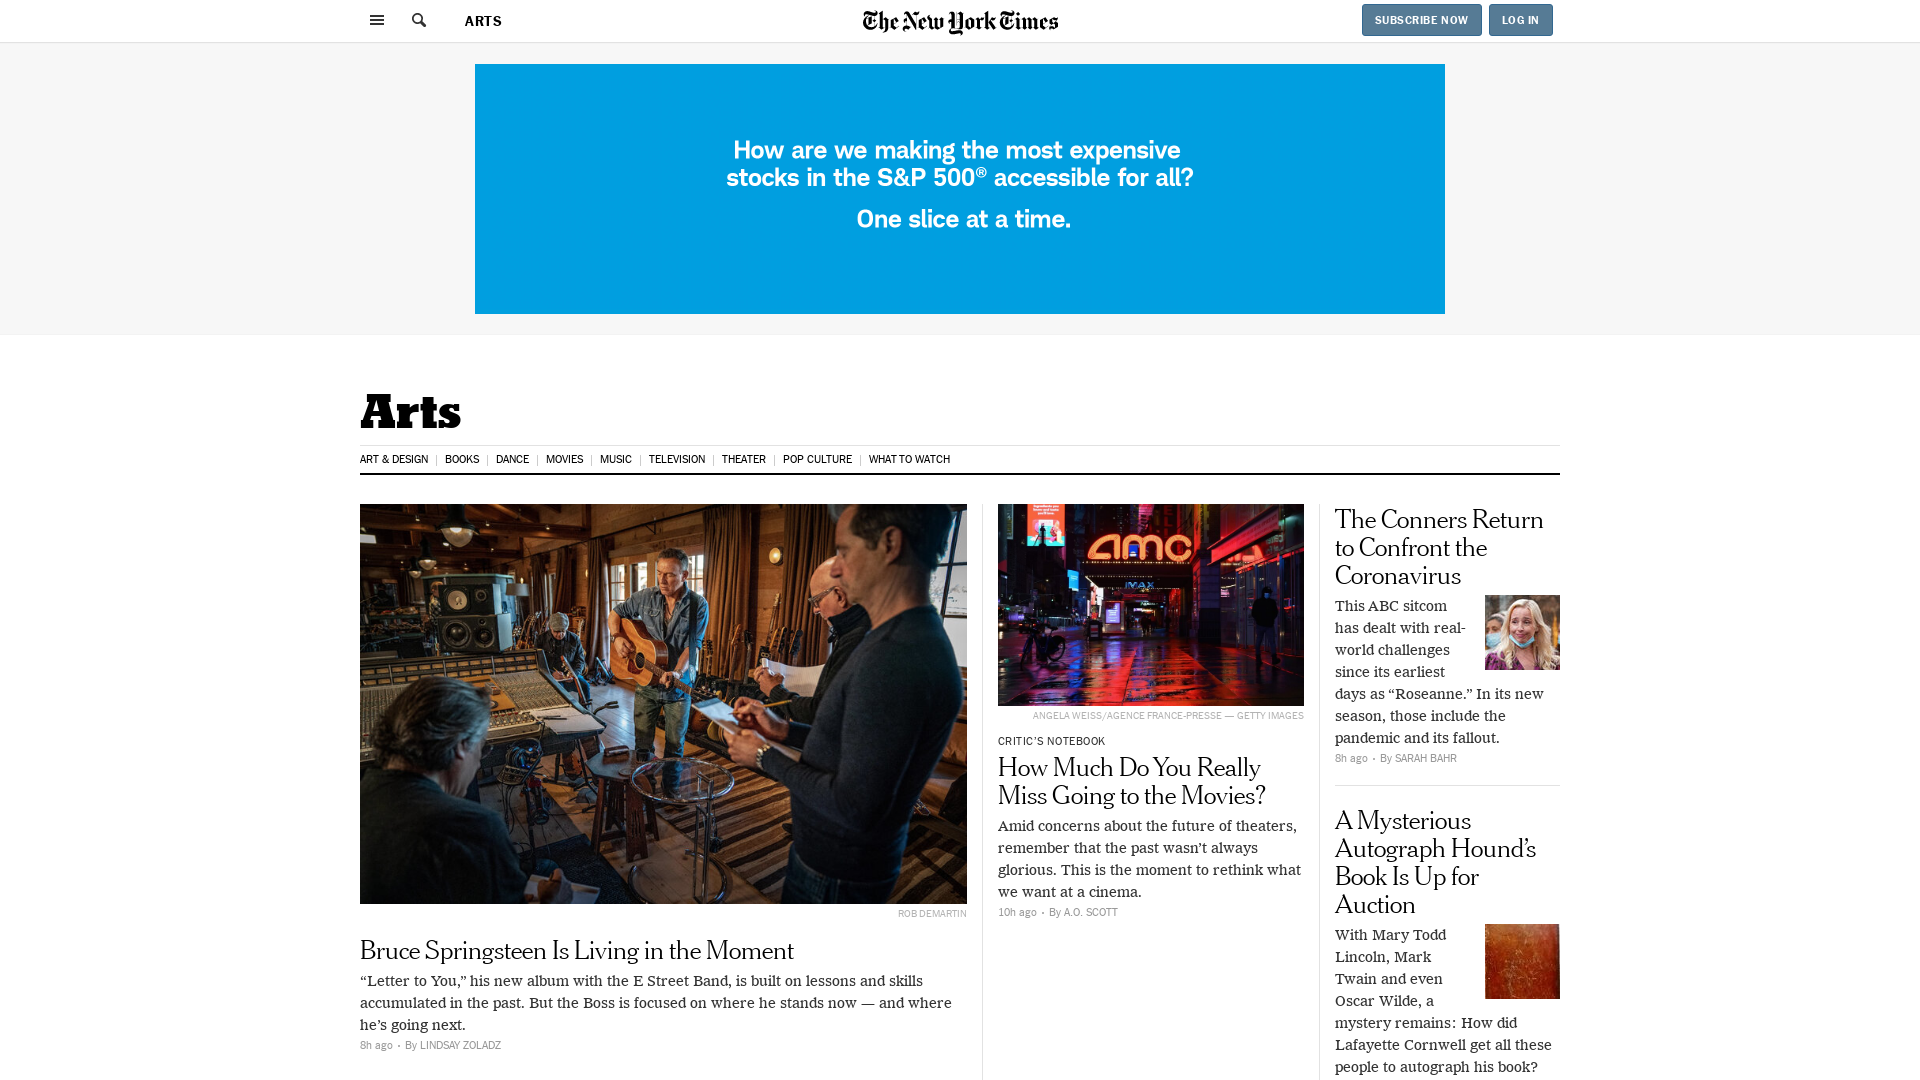 ARTS
The New York Times
SUBSCRIBE NOW
LOG IN
How are we making the most expensive
stocks in the S&P 500® accessible for all?
One slice at a time.
Arts
ART & DESIGN
BOOKS
DANCE
MOVIES
MUSIC
TELEVISION
THEATER
POP CULTURE
WHAT TO WATCH
ROB DEMARTIN
Bruce Springsteen Is Living in the Moment
“Letter to You,” his new album with the E Street Band, is built on lessons and skills
accumulated in the past. But the Boss is focused on where he stands now — and where
he’s going next.
8h ago • By LINDSAY ZOLADZ
amc
IMAX
ANGELA WEISS/AGENCE FRANCE-PRESSE — GETTY IMAGES
CRITIC’S NOTEBOOK
How Much Do You Really
Miss Going to the Movies?
Amid concerns about the future of theaters,
remember that the past wasn’t always
glorious. This is the moment to rethink what
we want at a cinema.
10h ago • By A.O. SCOTT
The Conners Return
to Confront the
Coronavirus
This ABC sitcom
has dealt with real-
world challenges
since its earliest
days as “Roseanne.” In its new
season, those include the
pandemic and its fallout.
8h ago • By SARAH BAHR
A Mysterious
Autograph Hound’s
Book Is Up for
Auction
With Mary Todd
Lincoln, Mark
Twain and even
Oscar Wilde, a
mystery remains: How did
Lafayette Cornwell get all these
people to autograph his book?